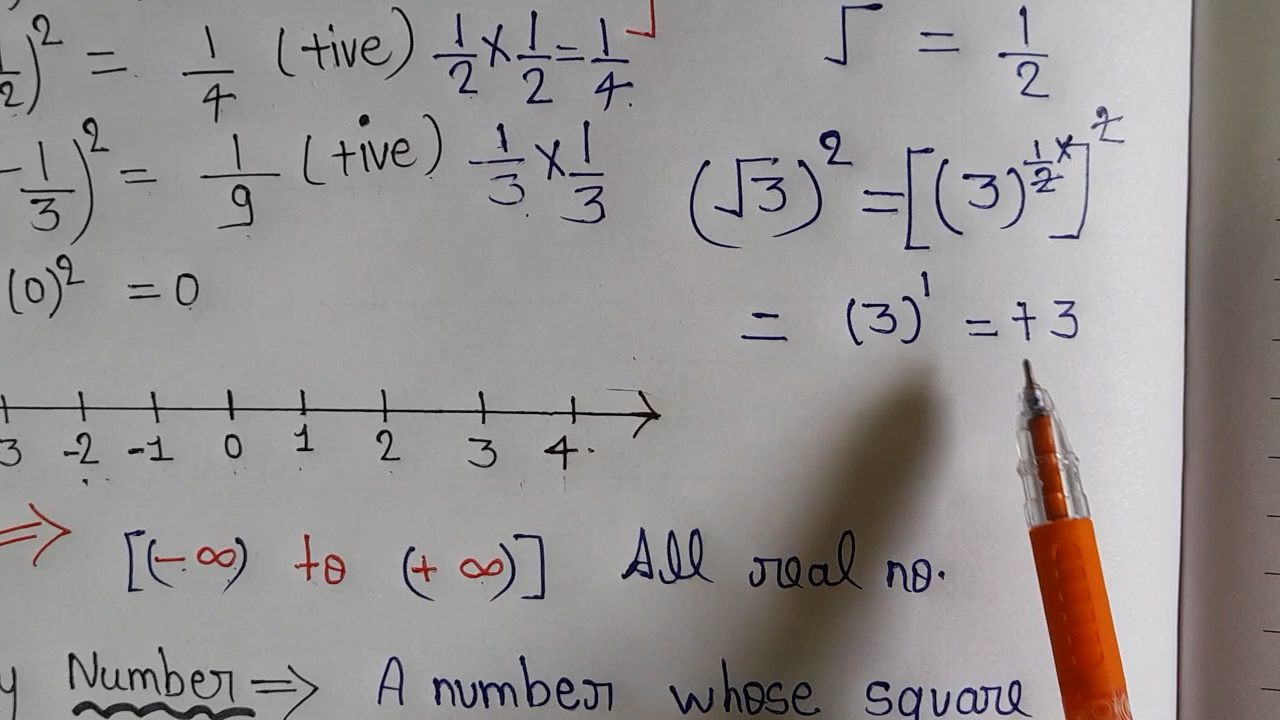 1/2)² = 1/4 (+ive) 1/2 × 1/2 = 1/4
-1/3)² = 1/9 (+ive) 1/3 × 1/3
(0)² = 0
√ = 1/2
(√3)² = [(3)^1/2 ×]^2
= (3)¹ = +3
3 -2 -1 0 1 2 3 4
⇒ [(-∞) to (+∞)] All real no.
y Number ⇒ A number whose square